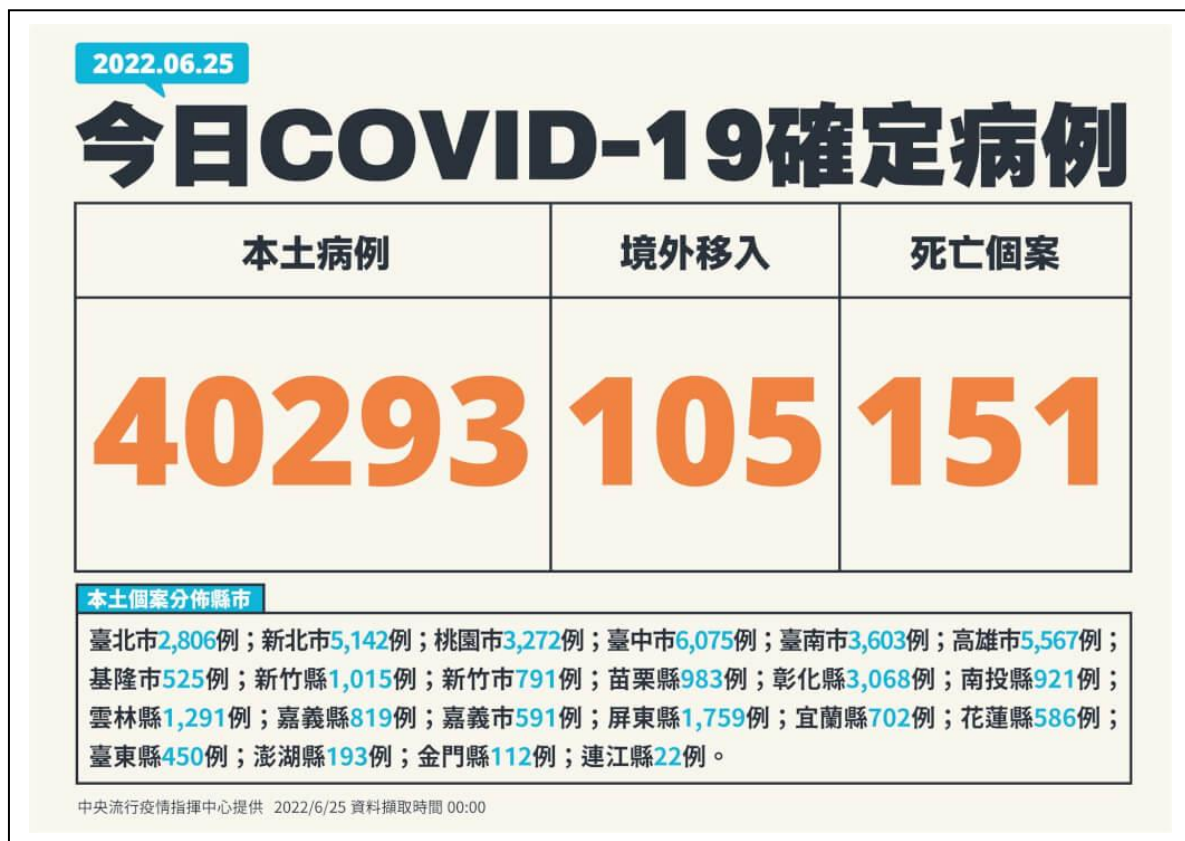 2022.06.25
今日COVID-19確定病例
本土病例 境外移入 死亡個案
40293 105 151
本土個案分佈縣市
臺北市2,806例；新北市5,142例；桃園市3,272例；臺中市6,075例；臺南市3,603例；高雄市5,567例；
基隆市525例；新竹縣1,015例；新竹市791例；苗栗縣983例；彰化縣3,068例；南投縣921例；
雲林縣1,291例；嘉義縣819例；嘉義市591例；屏東縣1,759例；宜蘭縣702例；花蓮縣586例；
臺東縣450例；澎湖縣193例；金門縣112例；連江縣22例。
中央流行疫情指揮中心提供 2022/6/25 資料擷取時間 00:00